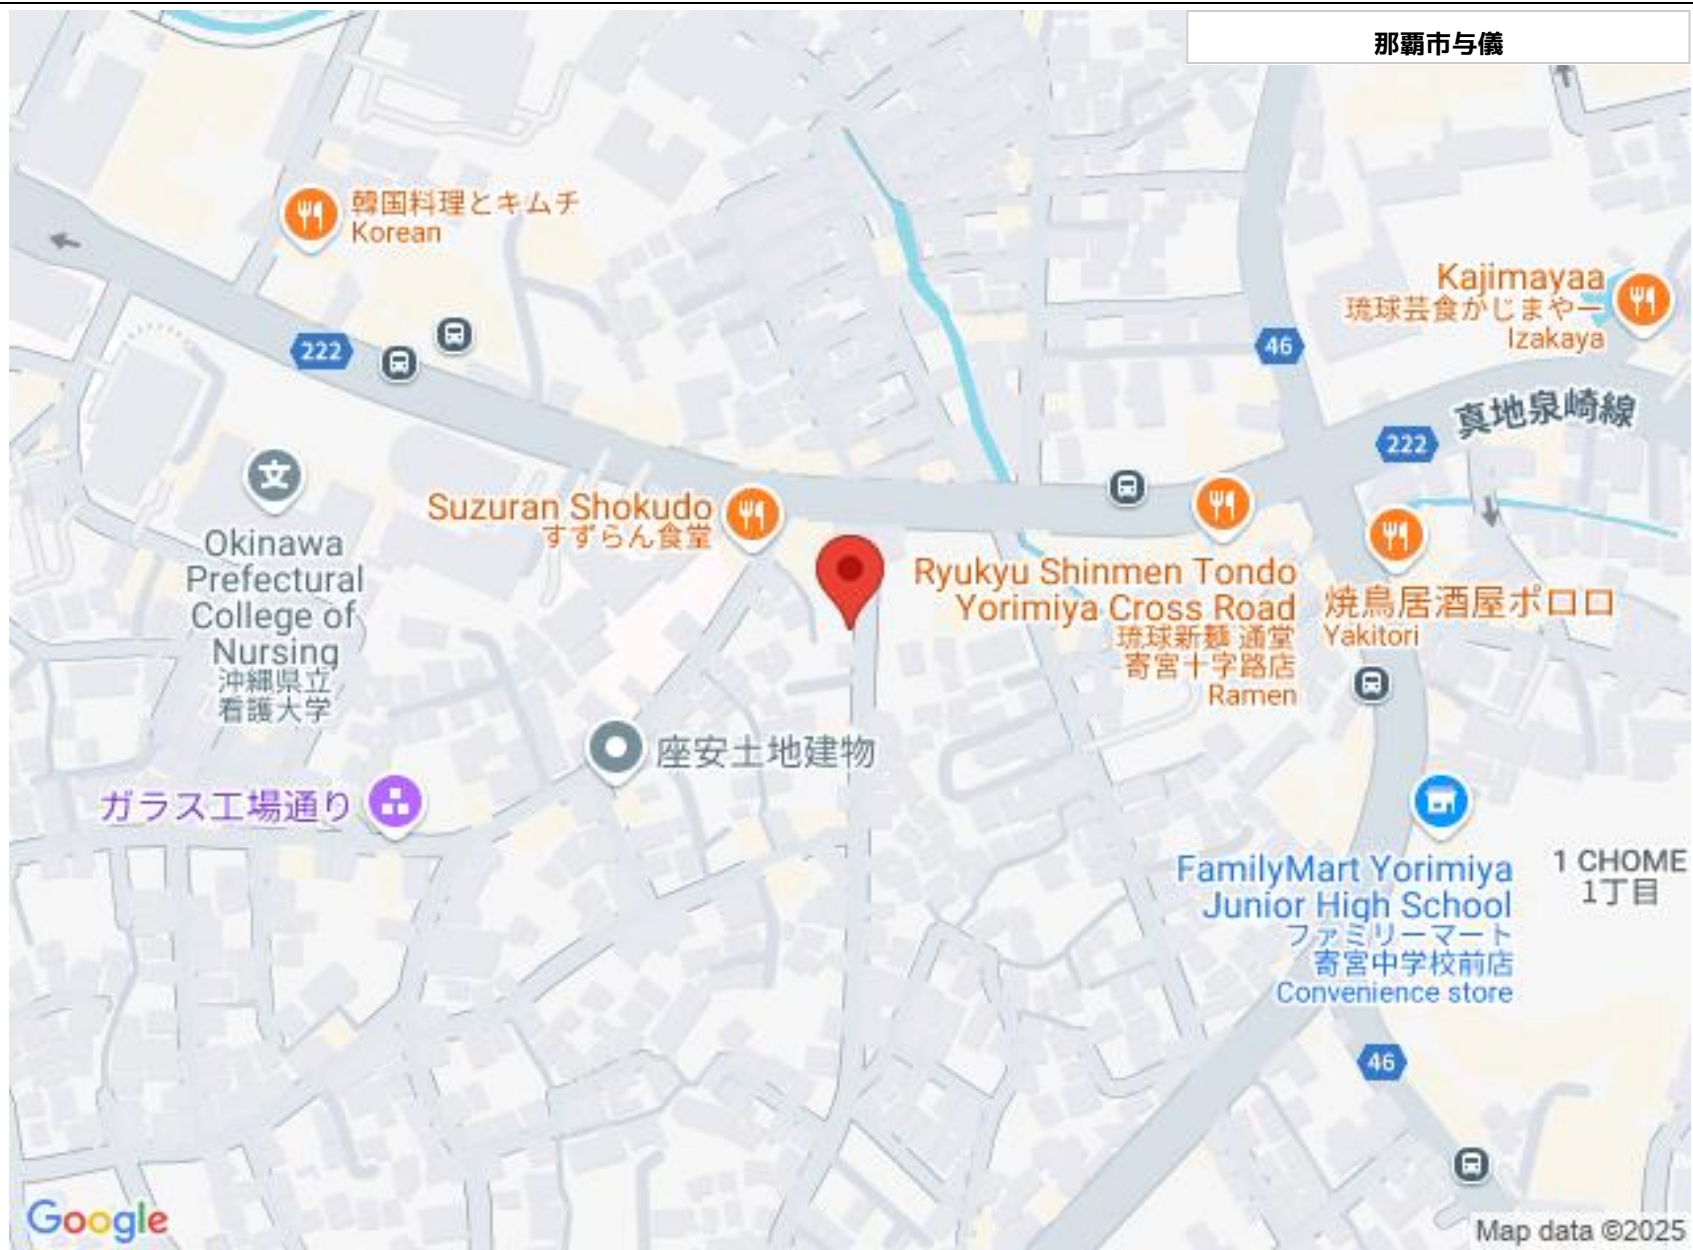 那覇市与儀
韓国料理とキムチ
Korean
Kajimayaa
琉球芸食かじまやー
Izakaya
222
46
真地泉崎線
222
Suzuran Shokudo
すずらん食堂
Okinawa
Prefectural
College of
Nursing
沖縄県立
看護大学
Ryukyu Shinmen Tondo
Yorimiya Cross Road
琉球新麺 通堂
寄宮十字路店
Ramen
焼鳥居酒屋ポロロ
Yakitori
座安土地建物
ガラス工場通り
FamilyMart Yorimiya
Junior High School
ファミリーマート
寄宮中学校前店
Convenience store
1 CHOME
1丁目
46
Google
Map data ©2025